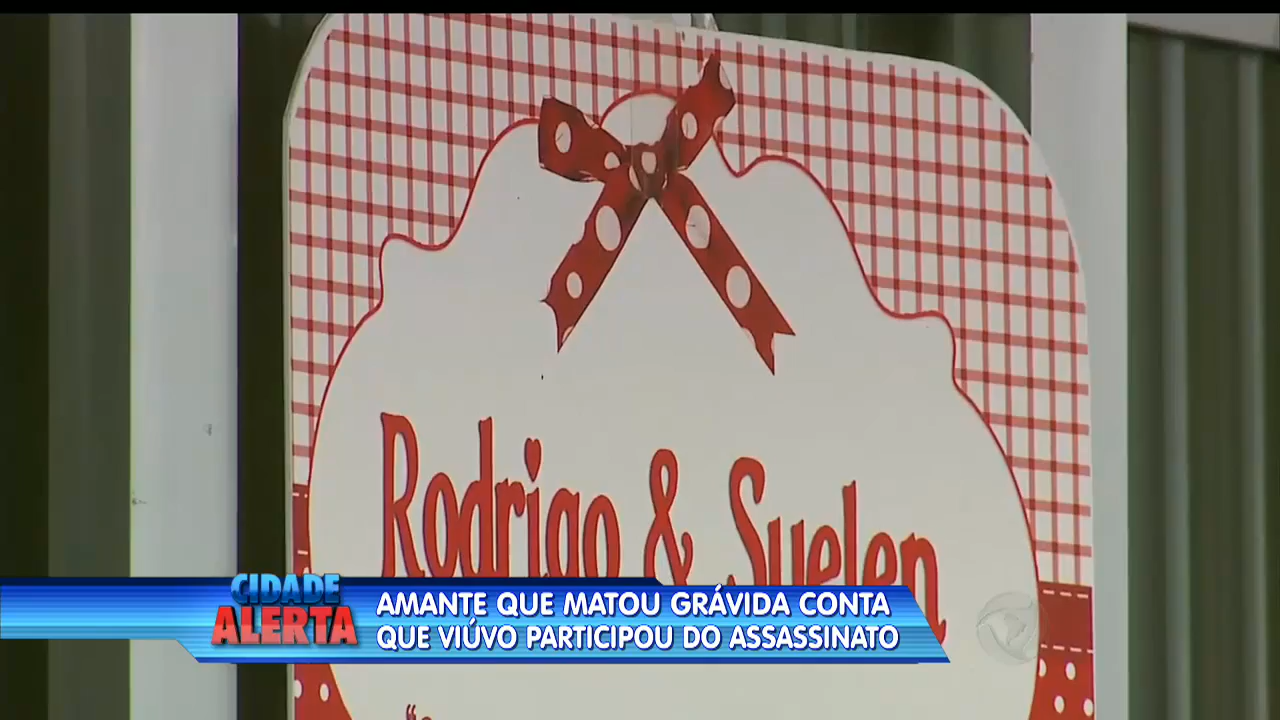 Rodrigo & Suelen
CIDADE
ALERTA
AMANTE QUE MATOU GRÁVIDA CONTA
QUE VIÚVO PARTICIPOU DO ASSASSINATO